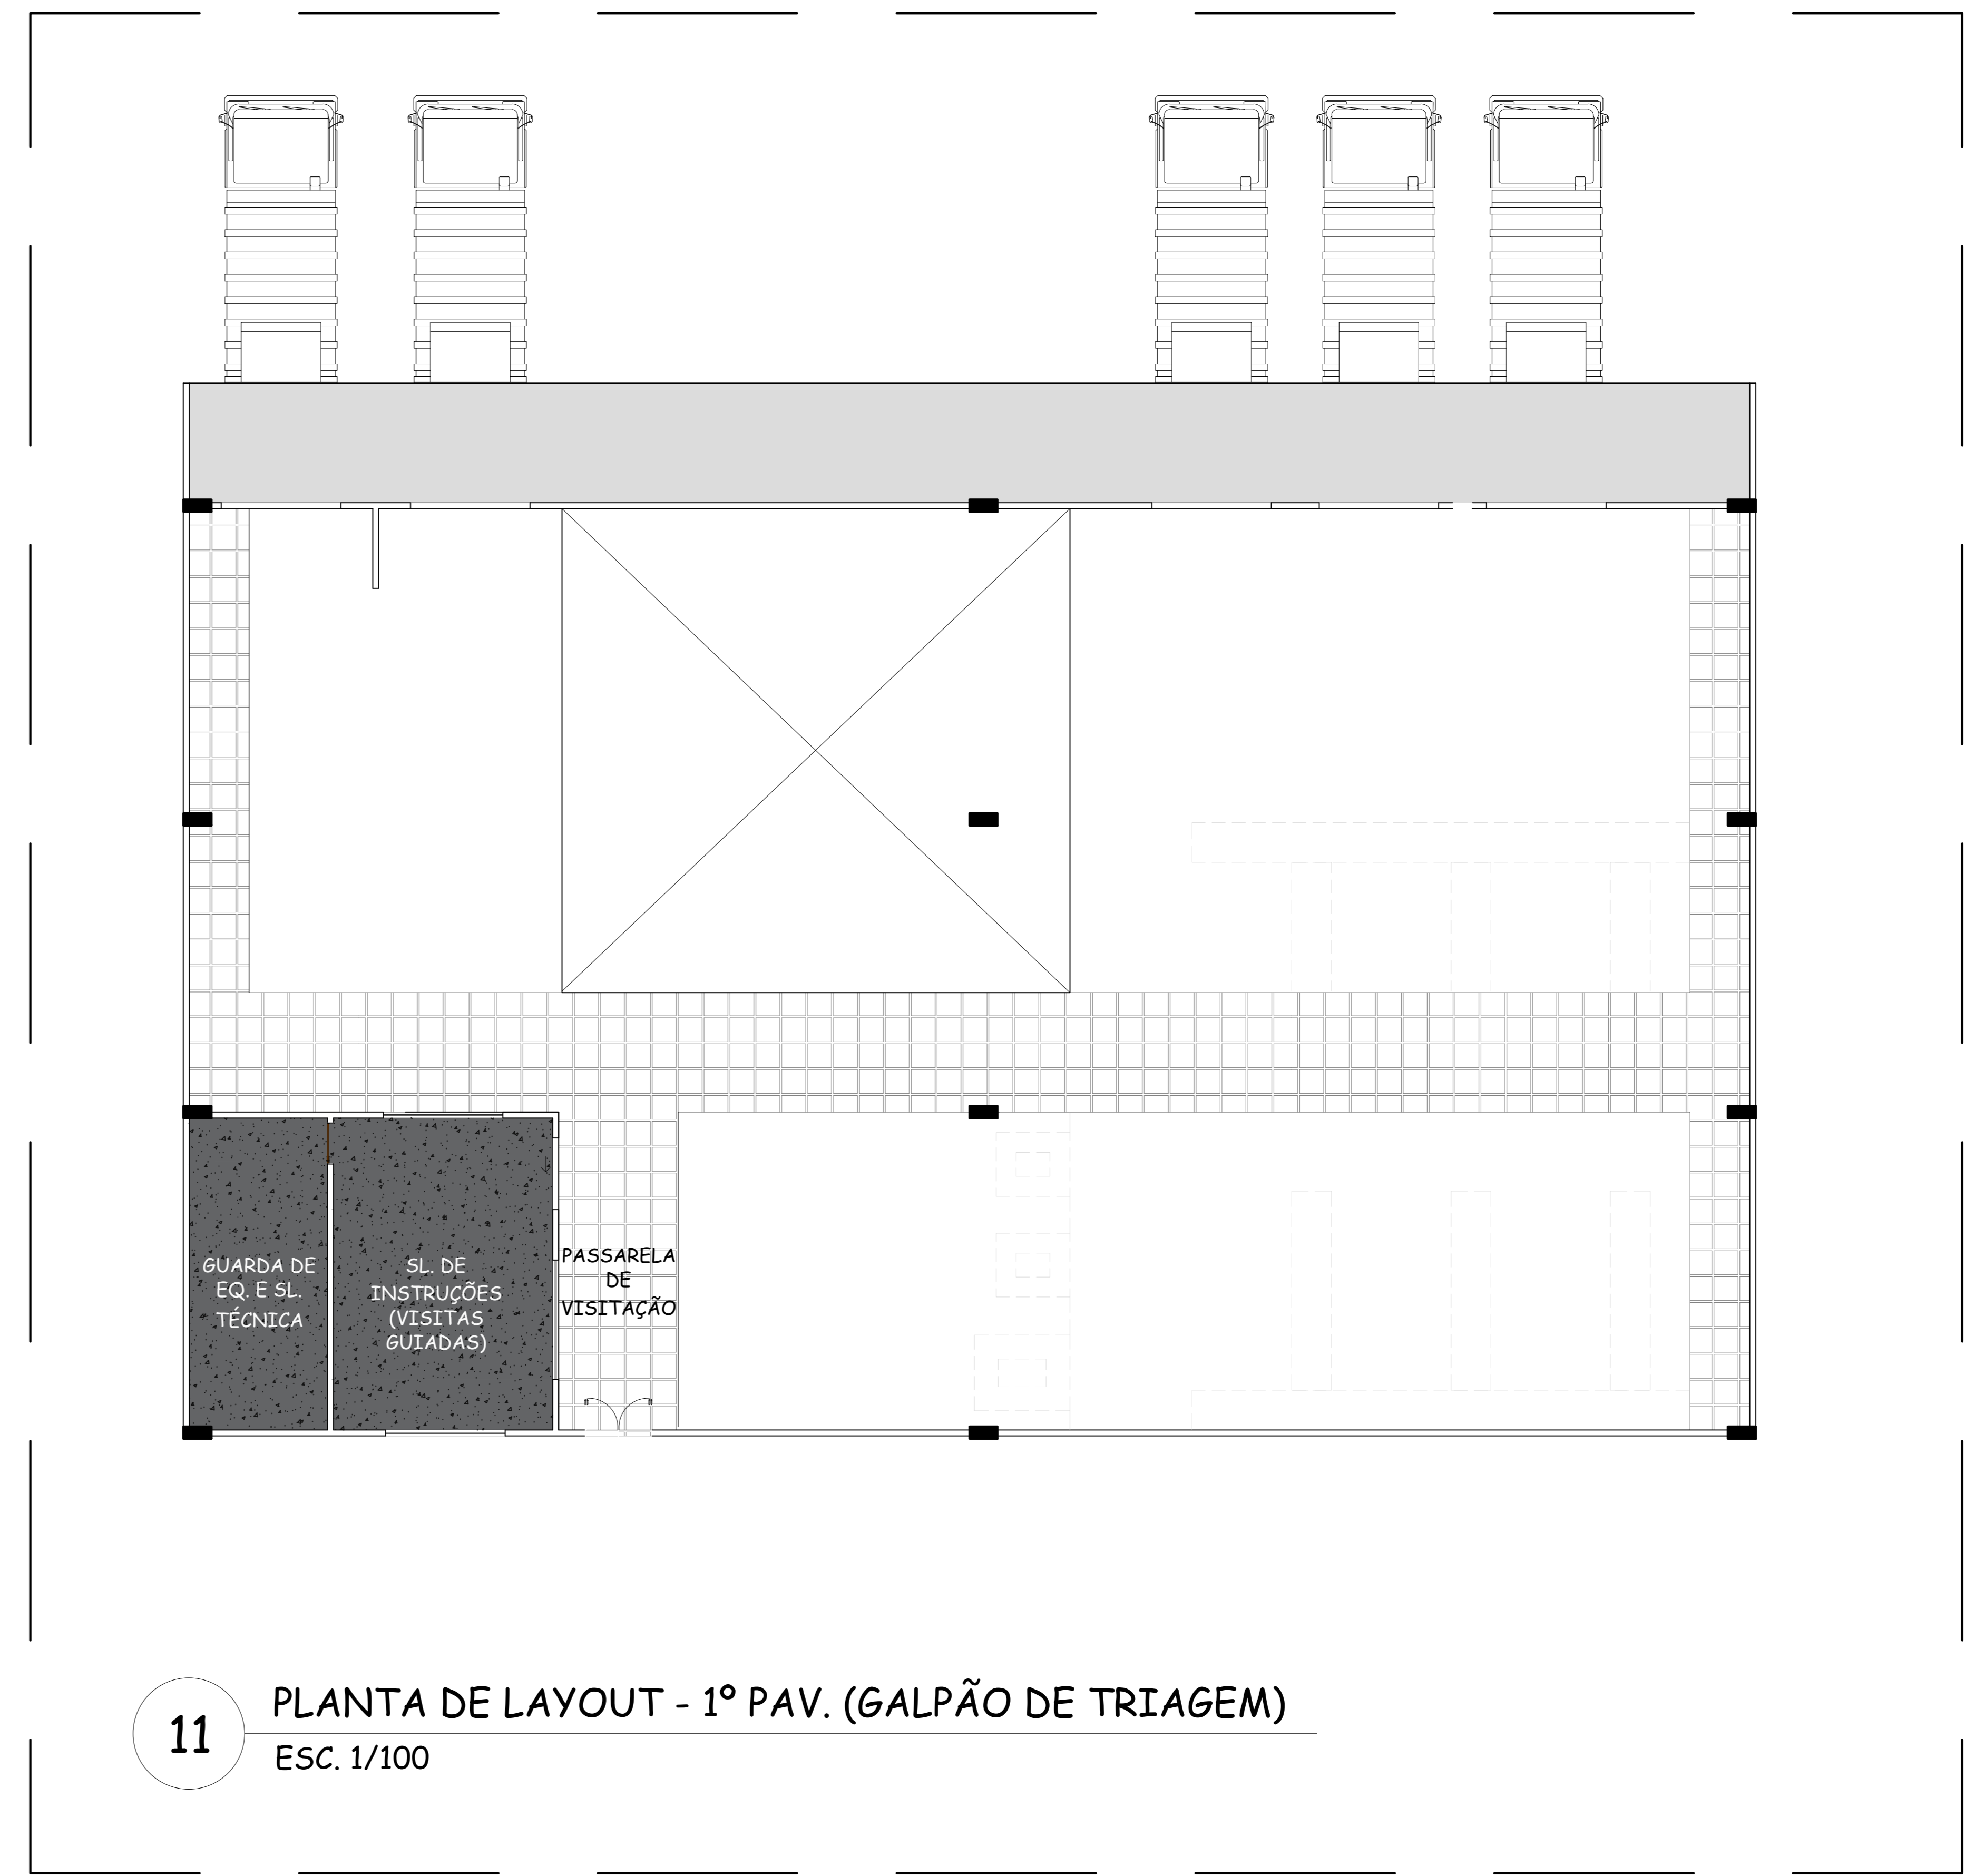 GUARDA DE
EQ. E SL.
TÉCNICA
SL. DE
INSTRUÇÕES
(VISITAS
GUIADAS)
PASSARELA
DE
VISITAÇÃO
11
PLANTA DE LAYOUT - 1º PAV. (GALPÃO DE TRIAGEM)
ESC. 1/100